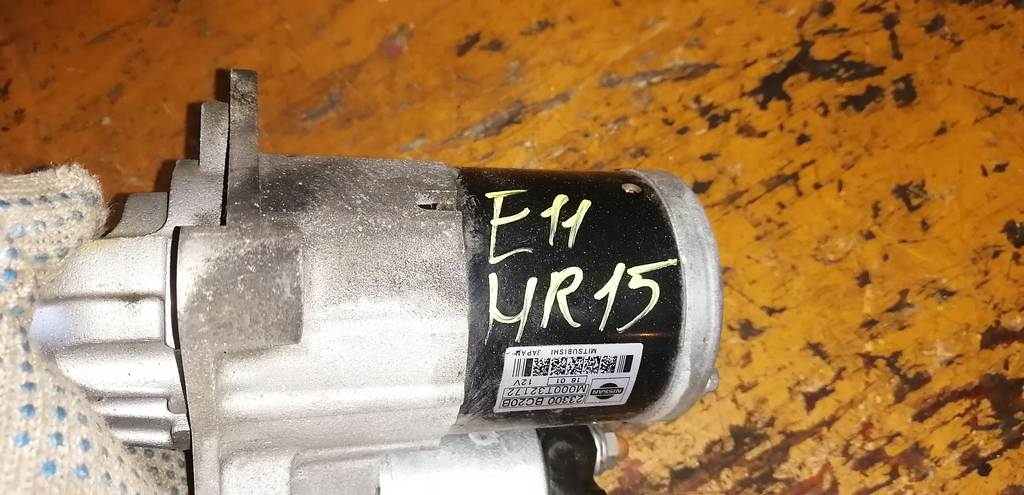 E11
HR15
23300 BC20B
M000T32172
NISSAN
18 01
12V
MITSUBISHI JAPAN